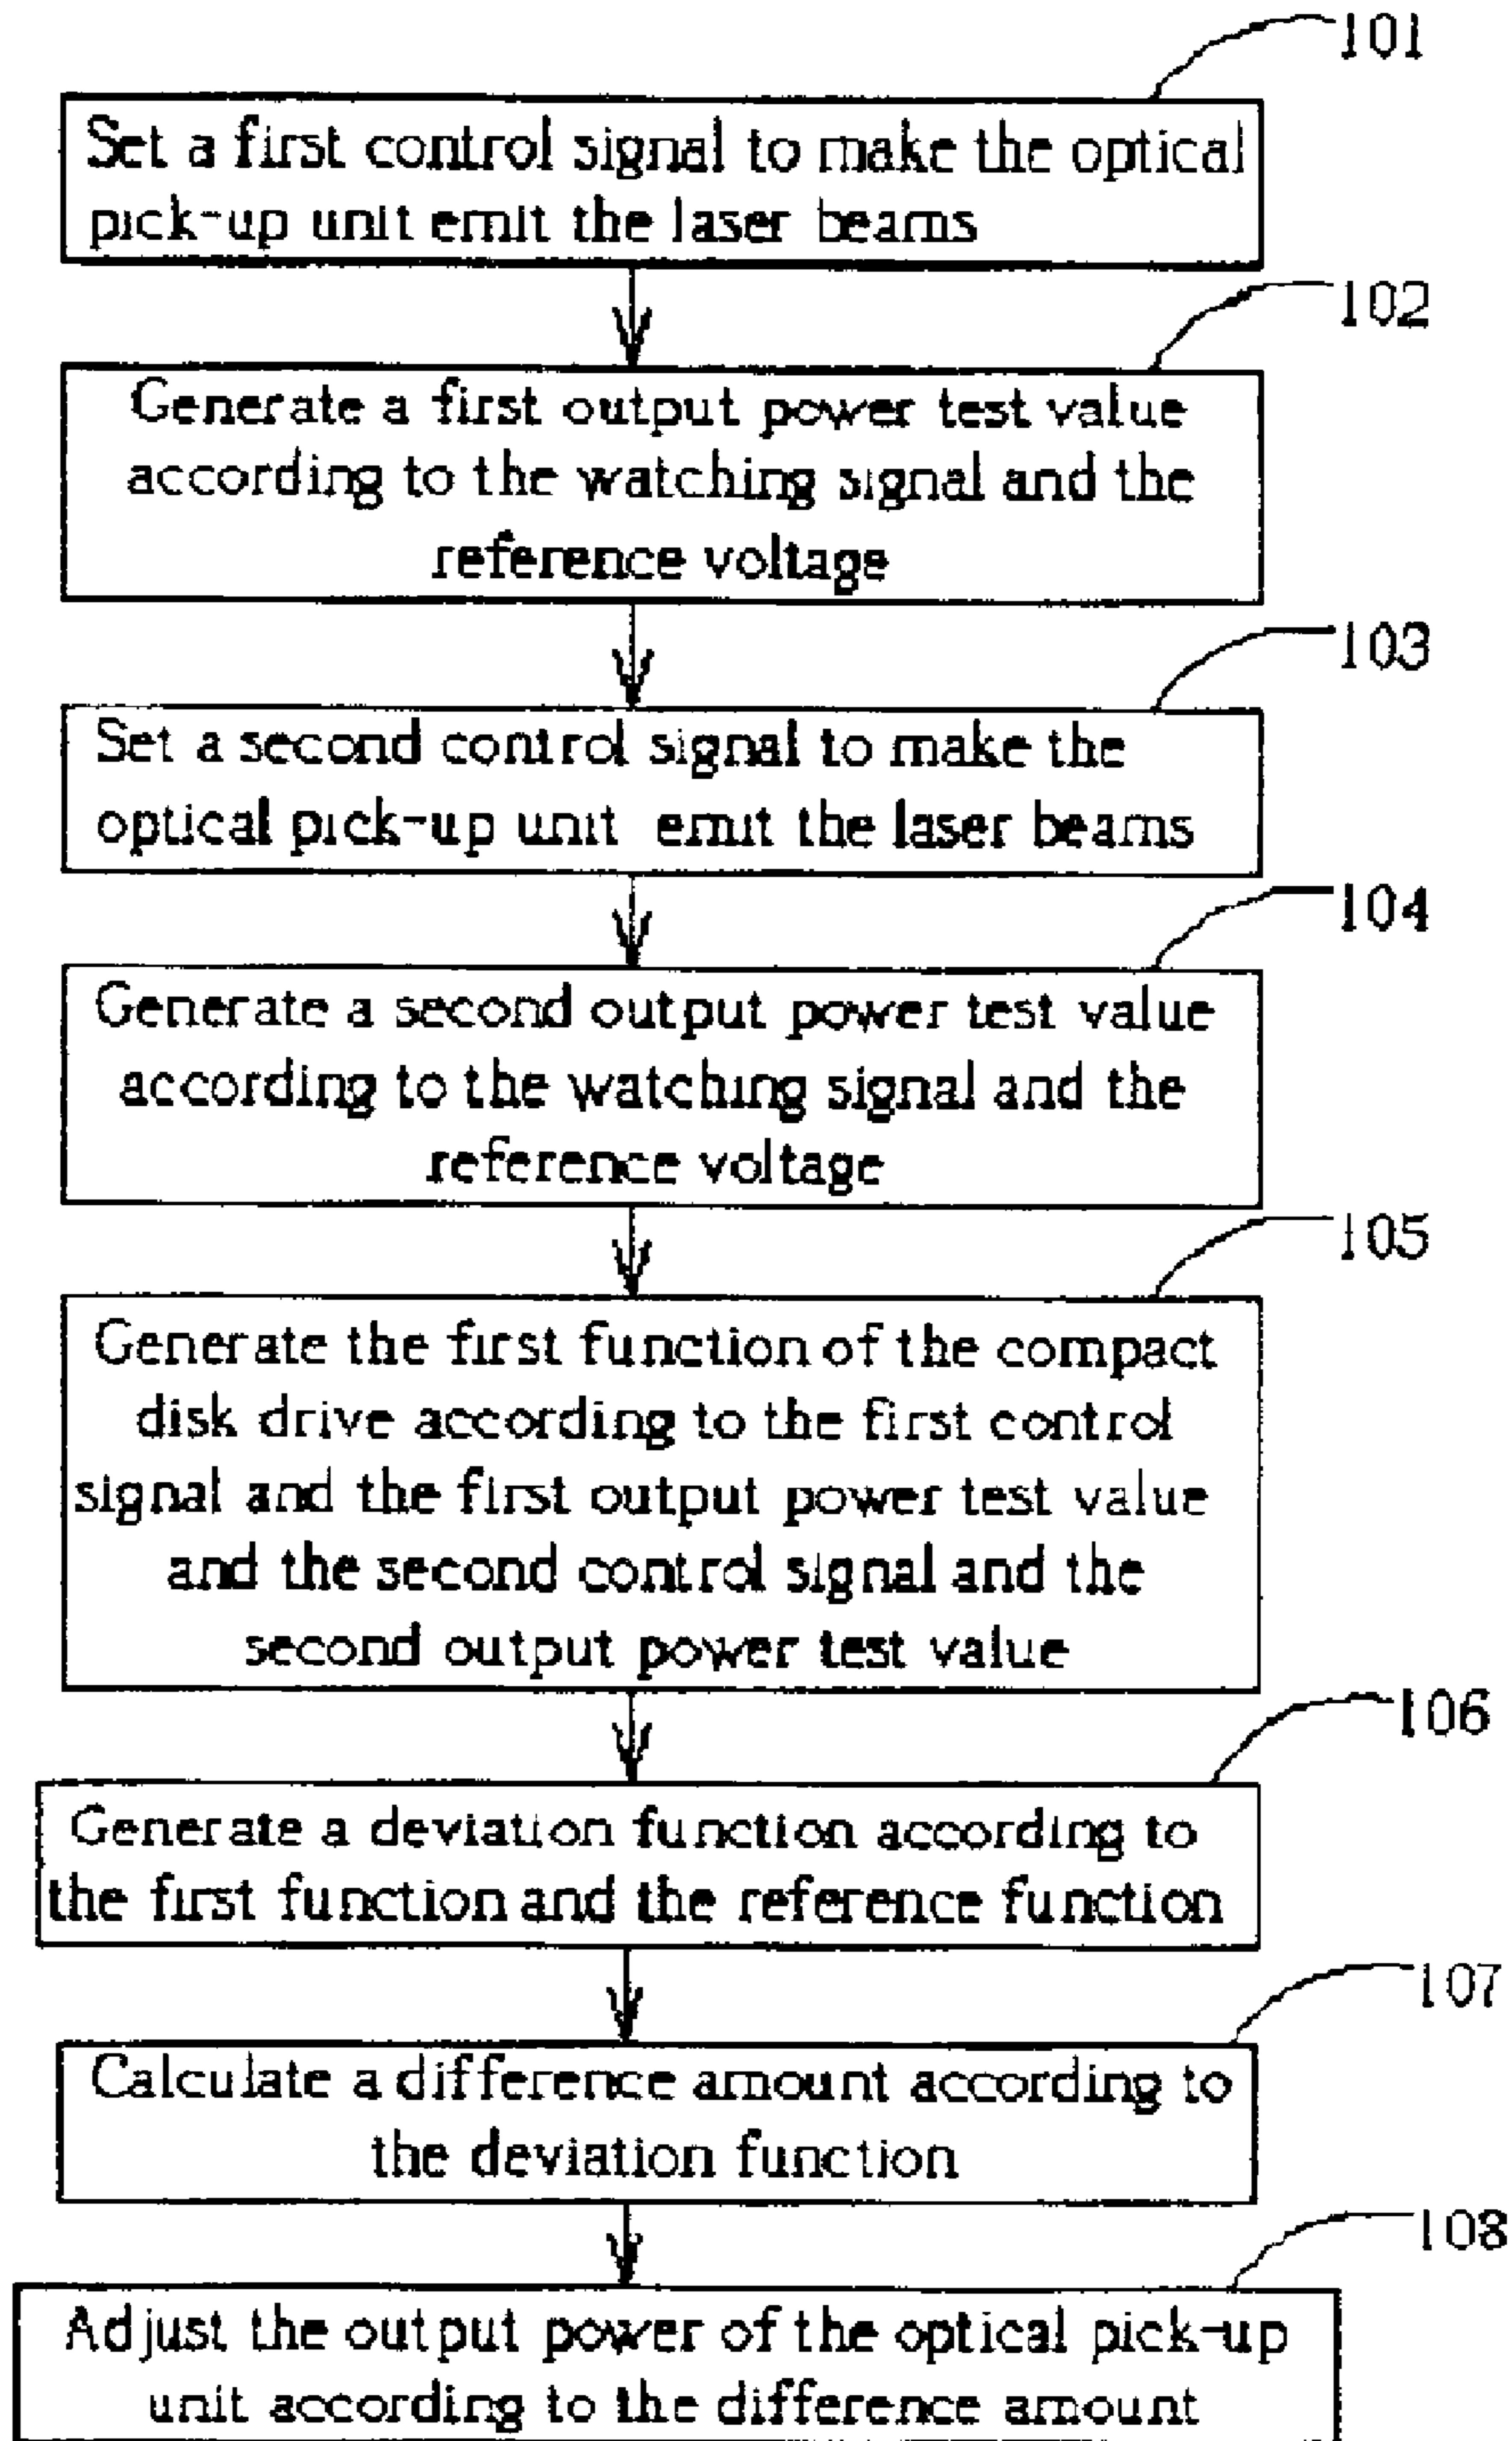 101
Set a first control signal to make the optical
pick-up unit emit the laser beams
102
Generate a first output power test value
according to the watching signal and the
reference voltage
103
Set a second control signal to make the
optical pick-up unit emit the laser beams
104
Generate a second output power test value
according to the watching signal and the
reference voltage
105
Generate the first function of the compact
disk drive according to the first control
signal and the first output power test value
and the second control signal and the
second output power test value
106
Generate a deviation function according to
the first function and the reference function
107
Calculate a difference amount according to
the deviation function
108
Adjust the output power of the optical pick-up
unit according to the difference amount